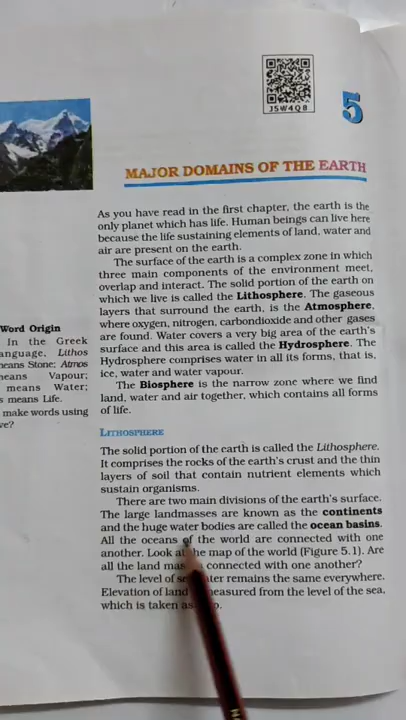 JSW4Q8
5
MAJOR DOMAINS OF THE EARTH
As you have read in the first chapter, the earth is the
only planet which has life. Human beings can live here
because the life sustaining elements of land, water and
air are present on the earth.
The surface of the earth is a complex zone in which
three main components of the environment meet,
overlap and interact. The solid portion of the earth on
which we live is called the Lithosphere. The gaseous
layers that surround the earth, is the Atmosphere,
where oxygen, nitrogen, carbondioxide and other gases
are found. Water covers a very big area of the earth's
surface and this area is called the Hydrosphere. The
Hydrosphere comprises water in all its forms, that is,
ice, water and water vapour.
The Biosphere is the narrow zone where we find
land, water and air together, which contains all forms
of life.
Word Origin
In the Greek
anguage, Lithos
means Stone; Atmos
means Vapour;
means Water;
s means Life.
make words using
LITHOSPHERE
The solid portion of the earth is called the Lithosphere.
It comprises the rocks of the earth's crust and the thin
layers of soil that contain nutrient elements which
sustain organisms.
There are two main divisions of the earth's surface.
The large landmasses are known as the continents
and the huge water bodies are called the ocean basins.
All the oceans of the world are connected with one
another. Look at the map of the world (Figure 5.1). Are
all the land connected with one another?
The level of remains the same everywhere.
Elevation of land measured from the level of the sea,
which is taken as